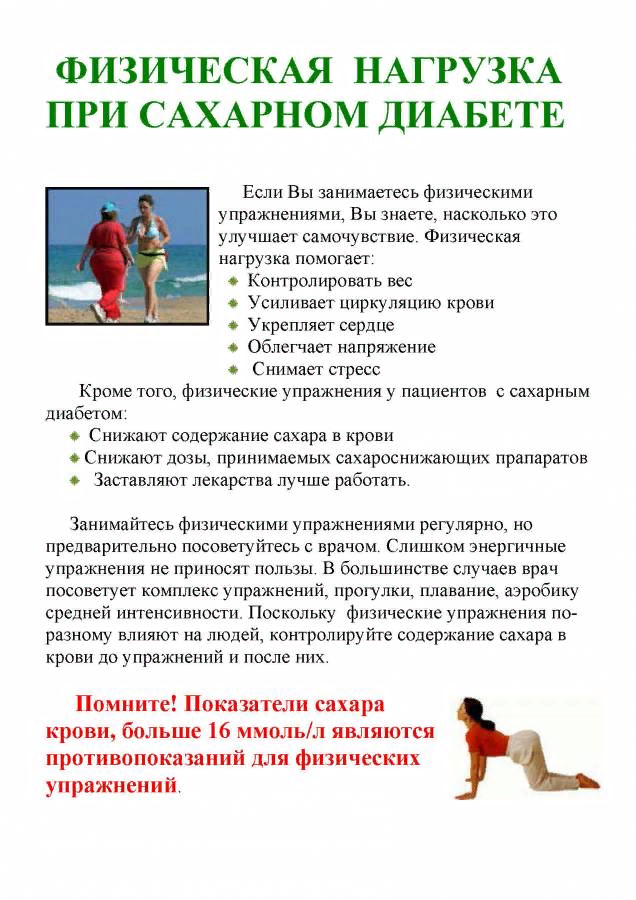 ФИЗИЧЕСКАЯ НАГРУЗКА
ПРИ САХАРНОМ ДИАБЕТЕ
Если Вы занимаетесь физическими
упражнениями, Вы знаете, насколько это
улучшает самочувствие. Физическая
нагрузка помогает:
Контролировать вес
Усиливает циркуляцию крови
Укрепляет сердце
Облегчает напряжение
Снимает стресс
Кроме того, физические упражнения у пациентов с сахарным
диабетом:
Снижают содержание сахара в крови
Снижают дозы, принимаемых сахароснижающих прапаратов
Заставляют лекарства лучше работать.
Занимайтесь физическими упражнениями регулярно, но
предварительно посоветуйтесь с врачом. Слишком энергичные
упражнения не приносят пользы. В большинстве случаев врач
посоветует комплекс упражнений, прогулки, плавание, аэробику
средней интенсивности. Поскольку физические упражнения по-
разному влияют на людей, контролируйте содержание сахара в
крови до упражнений и после них.
Помните! Показатели сахара
крови, больше 16 ммоль/л являются
противопоказаний для физических
упражнений.